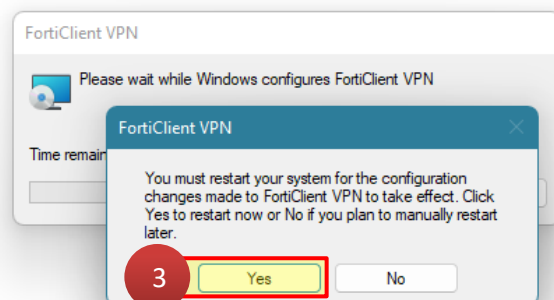 FortiClient VPN
Please wait while Windows configures FortiClient VPN
FortiClient VPN
Time remain
You must restart your system for the configuration
changes made to FortiClient VPN to take effect. Click
Yes to restart now or No if you plan to manually restart
later.
3
Yes
No